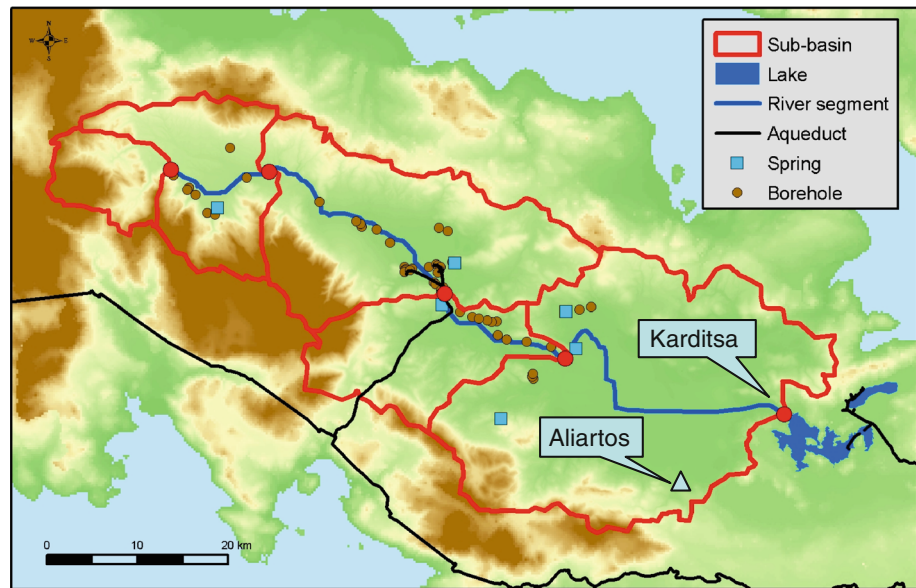 N
W E
S
Sub-basin
Lake
River segment
Aqueduct
Spring
Borehole
Karditsa
Aliartos
0 10 20 km